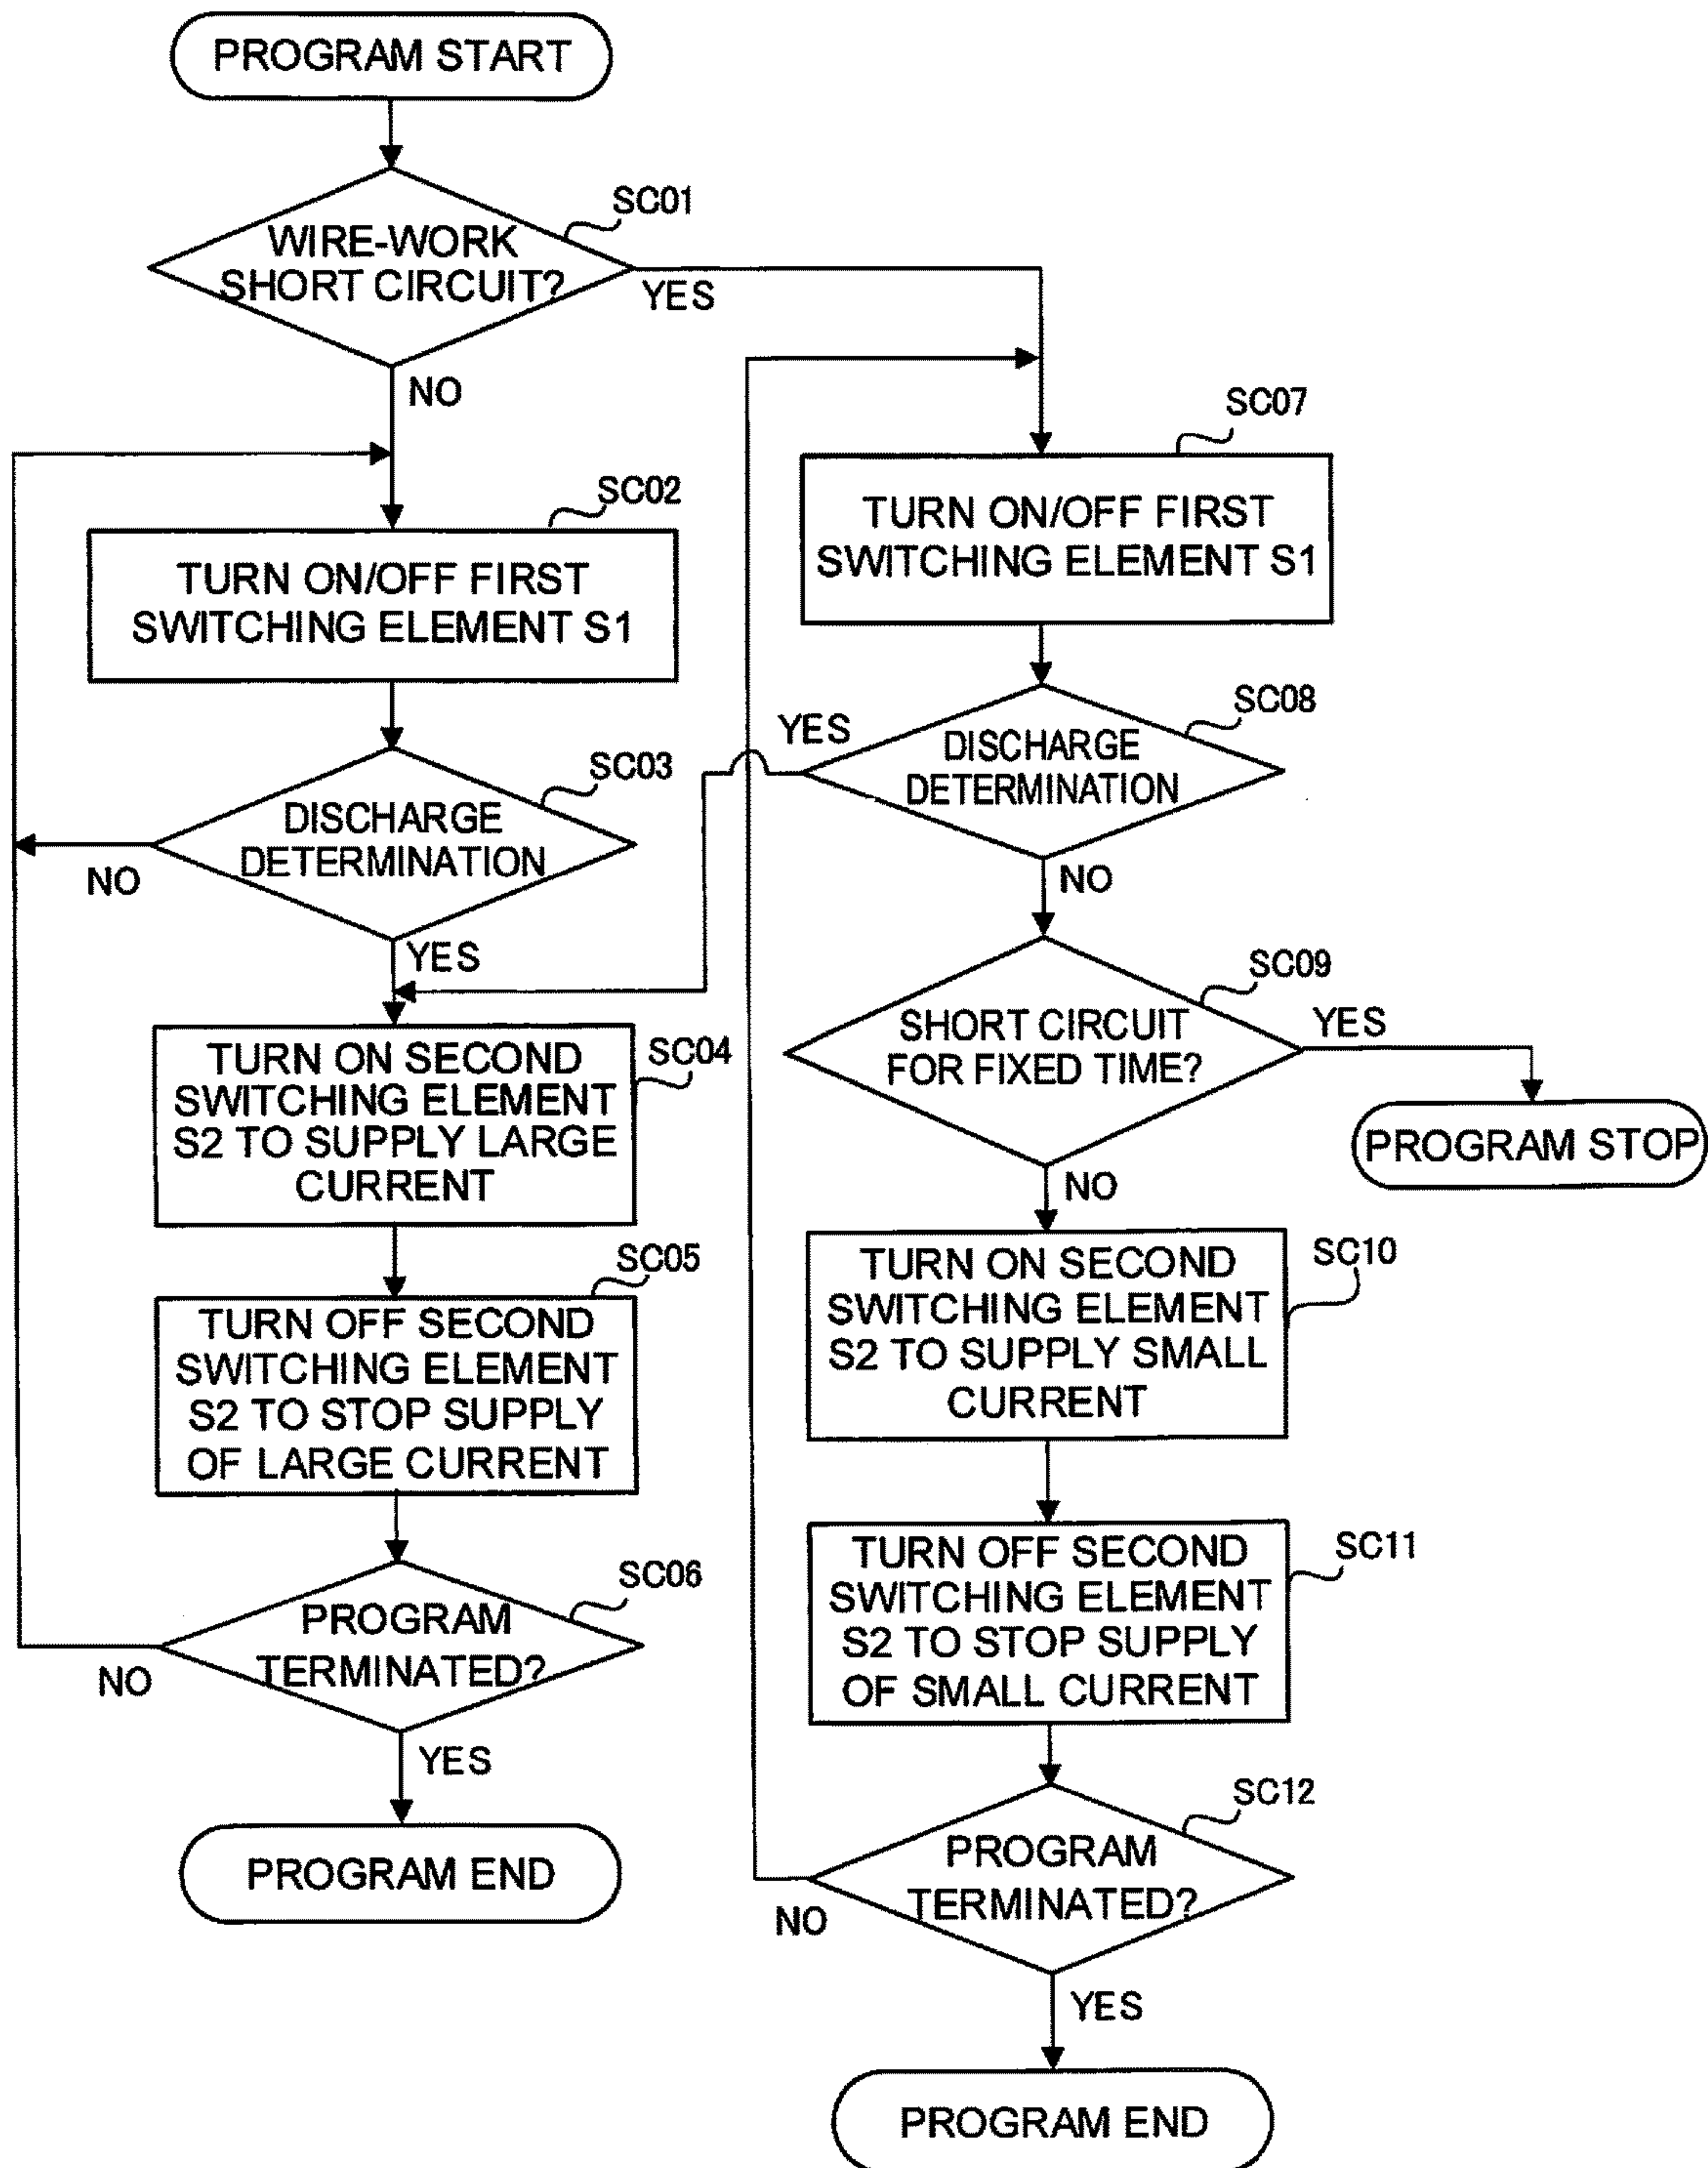 PROGRAM START
SC01
WIRE-WORK
SHORT CIRCUIT?
YES
NO
SC02
TURN ON/OFF FIRST
SWITCHING ELEMENT S1
SC03
DISCHARGE
DETERMINATION
NO
YES
SC04
TURN ON SECOND
SWITCHING ELEMENT
S2 TO SUPPLY LARGE
CURRENT
SC05
TURN OFF SECOND
SWITCHING ELEMENT
S2 TO STOP SUPPLY
OF LARGE CURRENT
SC06
PROGRAM
TERMINATED?
NO
YES
PROGRAM END
SC07
TURN ON/OFF FIRST
SWITCHING ELEMENT S1
SC08
YES
DISCHARGE
DETERMINATION
NO
SC09
SHORT CIRCUIT
FOR FIXED TIME?
YES
PROGRAM STOP
NO
SC10
TURN ON SECOND
SWITCHING ELEMENT
S2 TO SUPPLY SMALL
CURRENT
SC11
TURN OFF SECOND
SWITCHING ELEMENT
S2 TO STOP SUPPLY
OF SMALL CURRENT
SC12
PROGRAM
TERMINATED?
NO
YES
PROGRAM END